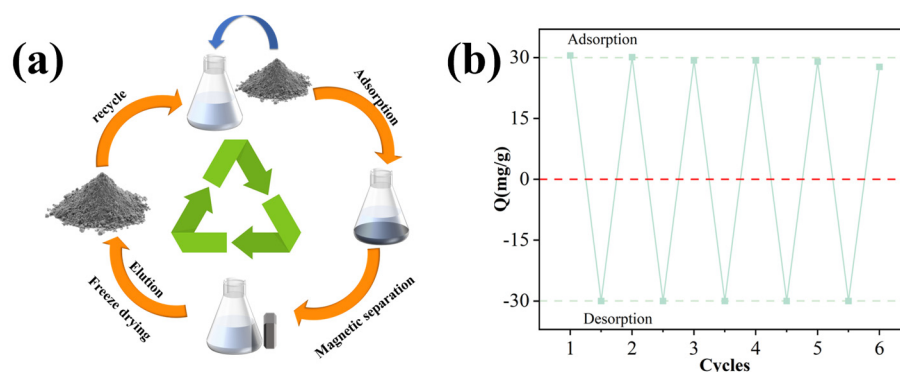 (a)
recycle
Adsorption
Elution
Freeze drying
Magnetic separation
(b)
Adsorption
30
15
0
-15
-30
Q(mg/g)
Desorption
1 2 3 4 5 6
Cycles